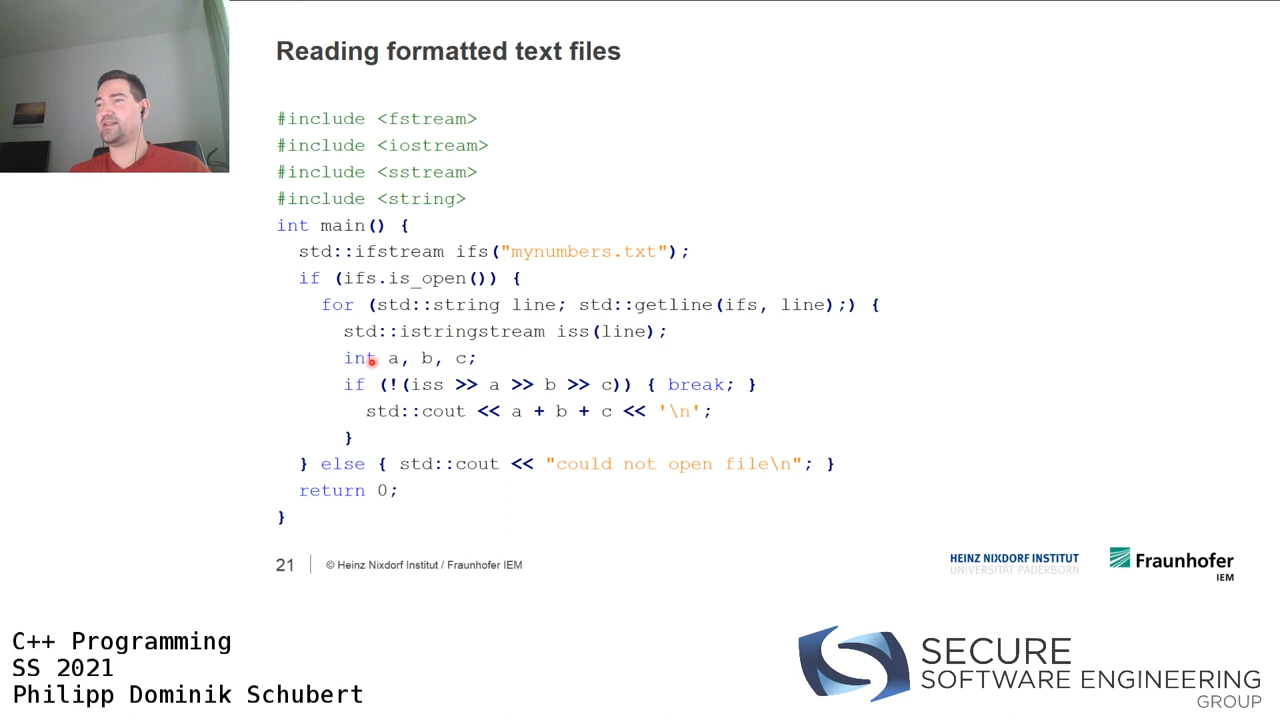 Reading formatted text files
#include <fstream>
#include <iostream>
#include <sstream>
#include <string>
int main() {
  std::ifstream ifs("mynumbers.txt");
  if (ifs.is_open()) {
    for (std::string line; std::getline(ifs, line);) {
      std::istringstream iss(line);
      int a, b, c;
      if (!(iss >> a >> b >> c)) { break; }
        std::cout << a + b + c << '\n';
      }
  } else { std::cout << "could not open file\n"; }
  return 0;
}
21 © Heinz Nixdorf Institut / Fraunhofer IEM
HEINZ NIXDORF INSTITUT
UNIVERSITÄT PADERBORN
Fraunhofer
IEM
C++ Programming
SS 2021
Philipp Dominik Schubert
SECURE
SOFTWARE ENGINEERING
GROUP